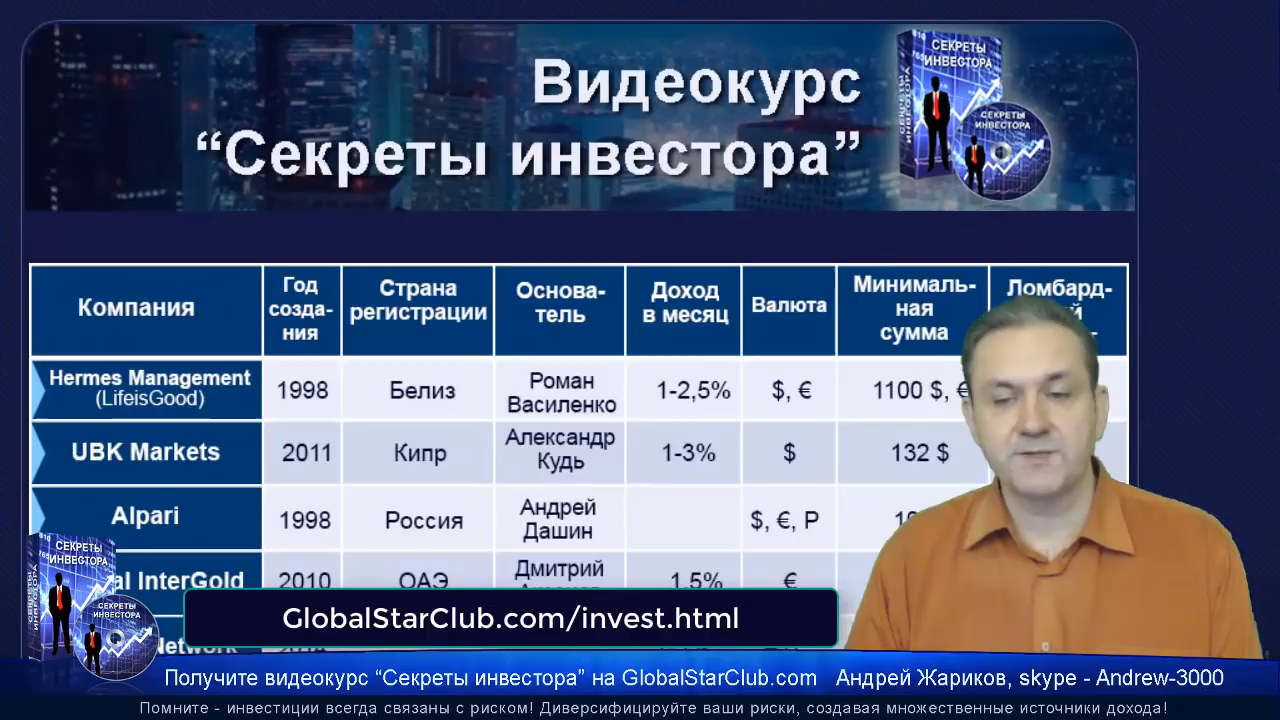 Видеокурс
“Секреты инвестора”
СЕКРЕТЫ
ИНВЕСТОРА
СЕКРЕТЫ
ИНВЕСТОРА
Компания
Год
созда-
ния
Страна
регистрации
Основа-
тель
Доход
в месяц
Валюта
Минималь-
ная
сумма
Ломбард-
Hermes Management
(LifeisGood)
1998
Белиз
Роман
Василенко
1-2,5%
$, €
1100 $, €
UBK Markets
2011
Кипр
Александр
Кудь
1-3%
$
132 $
Alpari
1998
Россия
Андрей
Дашин
$, €, Р
al InterGold
2010
ОАЭ
Дмитрий
1,5%
€
СЕКРЕТЫ
ИНВЕСТОРА
СЕКРЕТЫ
ИНВЕСТОРА
GlobalStarClub.com/invest.html
Получите видеокурс “Секреты инвестора” на GlobalStarClub.com Андрей Жариков, skype - Andrew-3000
Помните - инвестиции всегда связаны с риском! Диверсифицируйте ваши риски, создавая множественные источники дохода!